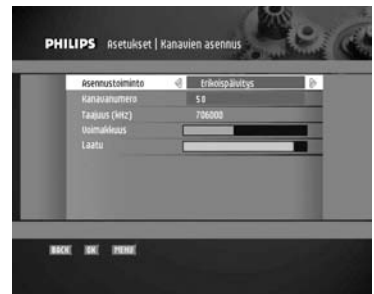 PHILIPS Asetukset | Kanavien asennus
Asennustoiminto Erikoispäivitys
Kanavanumero 50
Taajuus (kHz) 706000
Voimakkuus
Laatu
BACK OK MENU